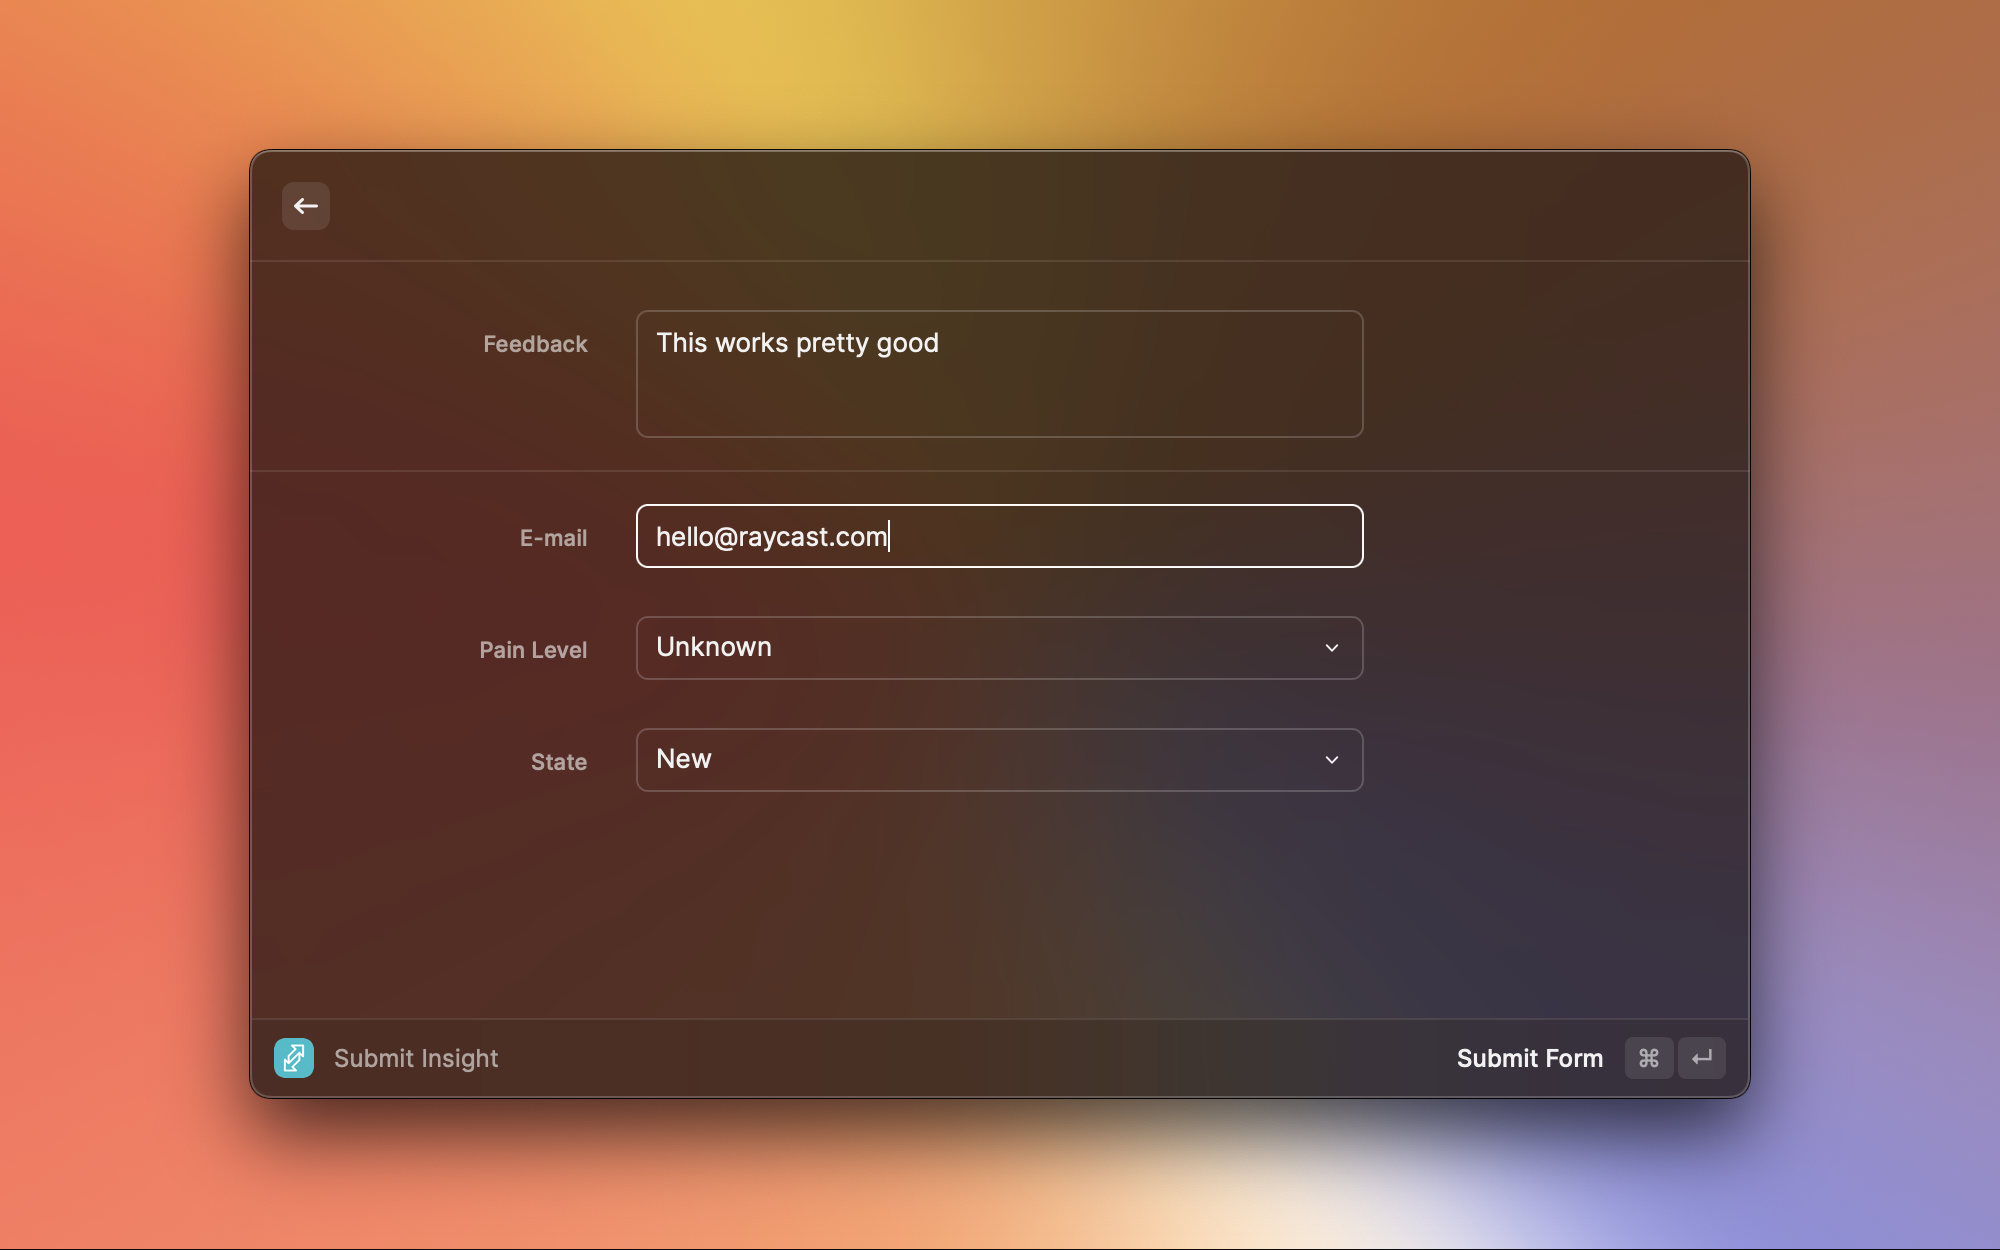 Feedback
This works pretty good
E-mail
hello@raycast.com
Pain Level
Unknown
State
New
Submit Insight
Submit Form ⌘ ↵